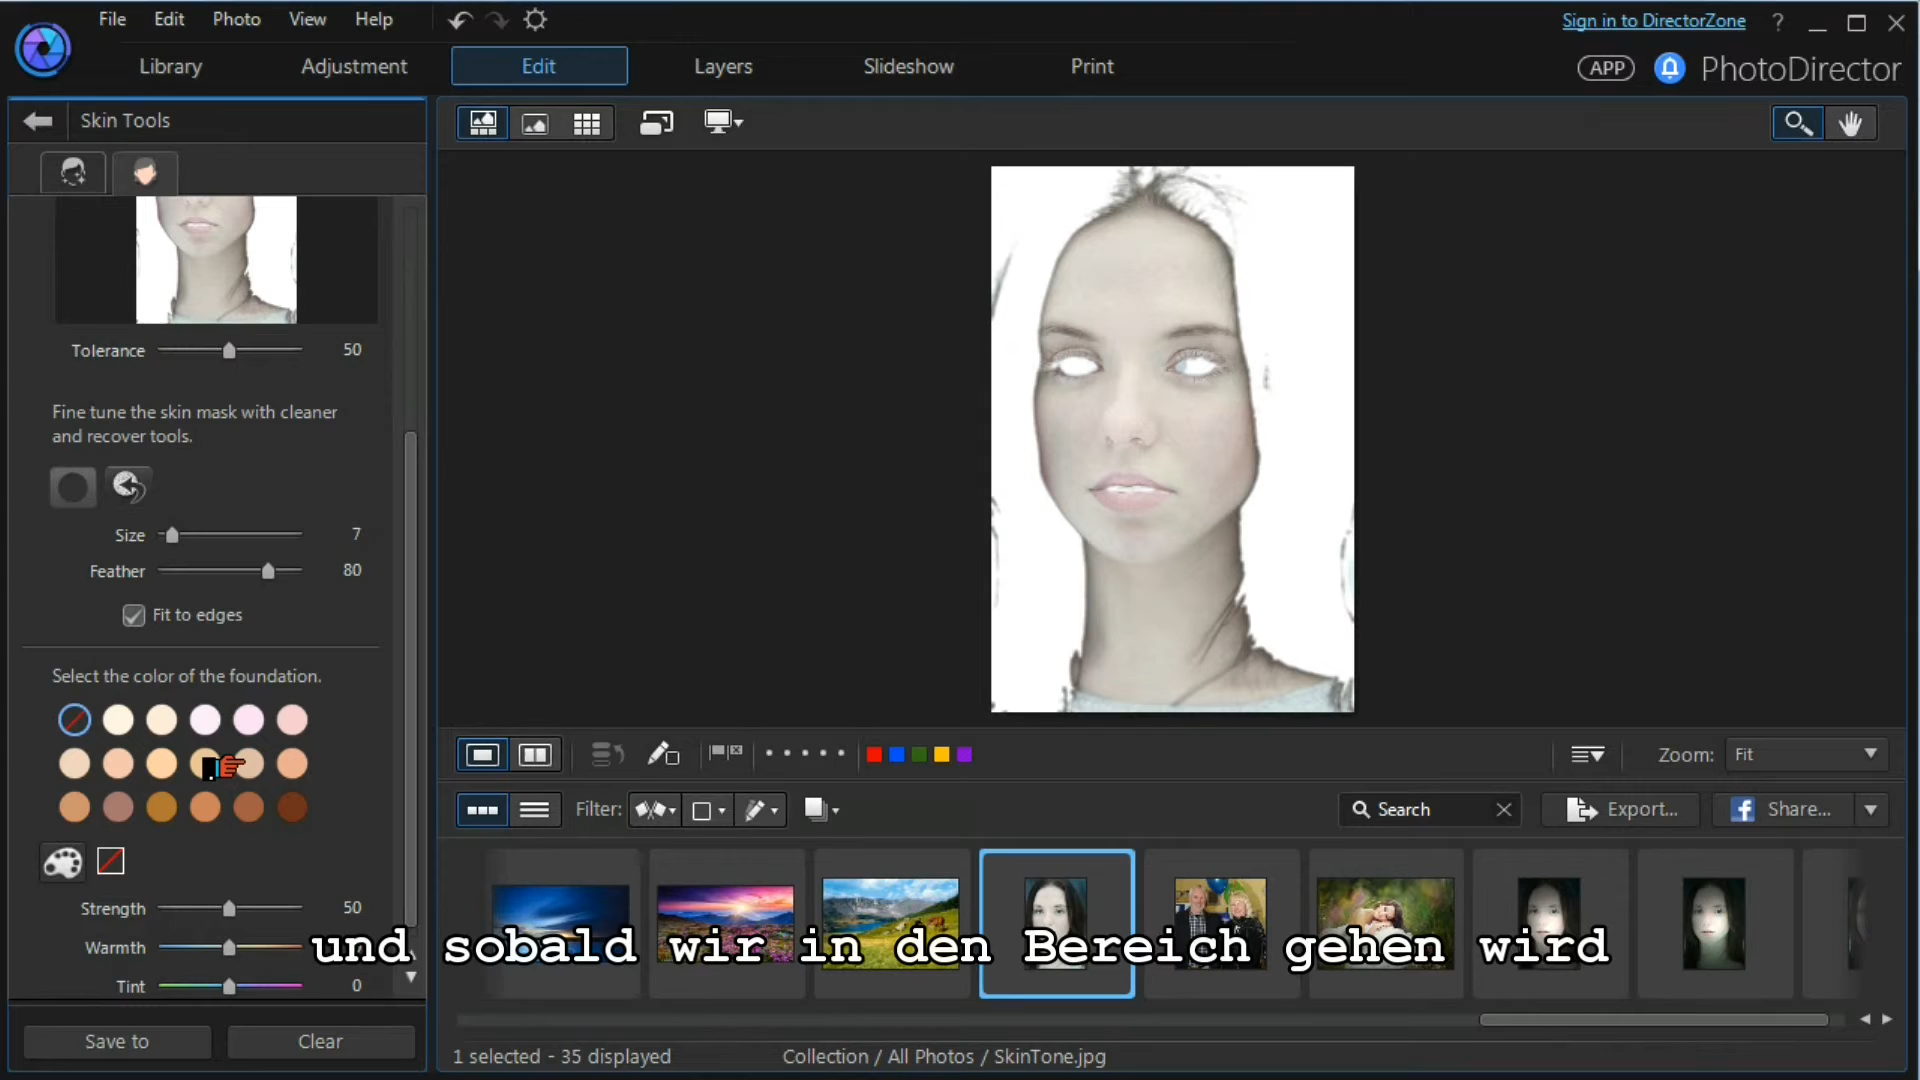 File Edit Photo View Help
Sign in to DirectorZone ?
Library Adjustment Edit Layers Slideshow Print
APP PhotoDirector
Skin Tools
Tolerance 50
Fine tune the skin mask with cleaner
and recover tools.
Size 7
Feather 80
Fit to edges
Select the color of the foundation.
Strength 50
Warmth
Tint 0
Save to Clear
Zoom: Fit
Filter: Search Export... Share...
und sobald wir in den Bereich gehen wird
1 selected - 35 displayed Collection / All Photos / SkinTone.jpg